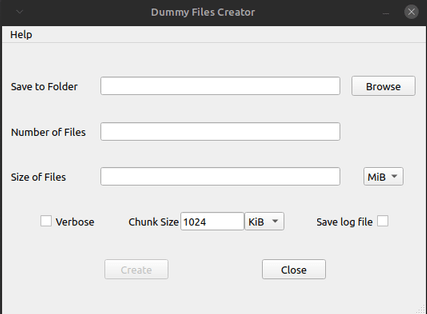 Dummy Files Creator
Help
Save to Folder Browse
Number of Files
Size of Files MiB
Verbose Chunk Size 1024 KiB Save log file
Create Close